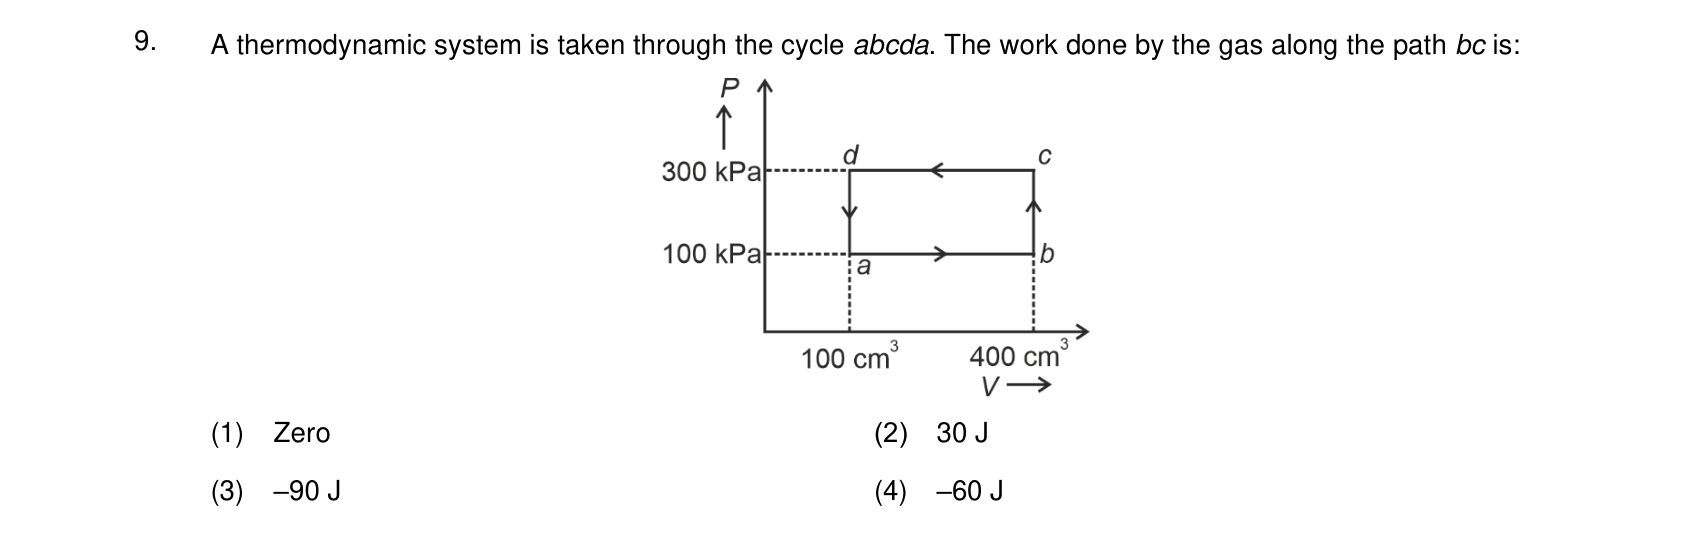 9. A thermodynamic system is taken through the cycle abcda. The work done by the gas along the path bc is:
P
d
c
300 kPa
100 kPa
a
b
100 cm³
400 cm³
V
(1) Zero (2) 30 J
(3) –90 J (4) –60 J